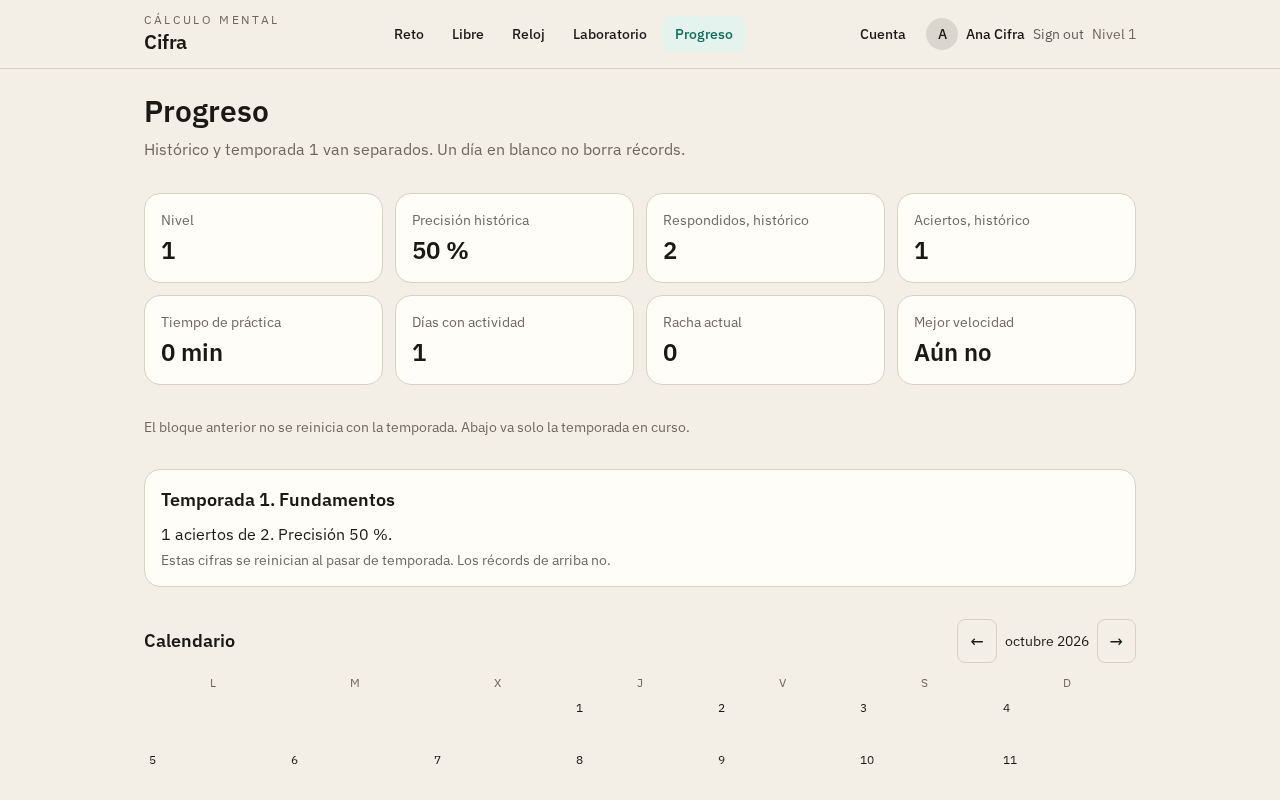 CÁLCULO MENTAL
Cifra
Reto Libre Reloj Laboratorio Progreso
Cuenta A Ana Cifra Sign out Nivel 1
Progreso
Histórico y temporada 1 van separados. Un día en blanco no borra récords.
Nivel
1
Precisión histórica
50 %
Respondidos, histórico
2
Aciertos, histórico
1
Tiempo de práctica
0 min
Días con actividad
1
Racha actual
0
Mejor velocidad
Aún no
El bloque anterior no se reinicia con la temporada. Abajo va solo la temporada en curso.
Temporada 1. Fundamentos
1 aciertos de 2. Precisión 50 %.
Estas cifras se reinician al pasar de temporada. Los récords de arriba no.
Calendario
← octubre 2026 →
L M X J V S D
1 2 3 4
5 6 7 8 9 10 11